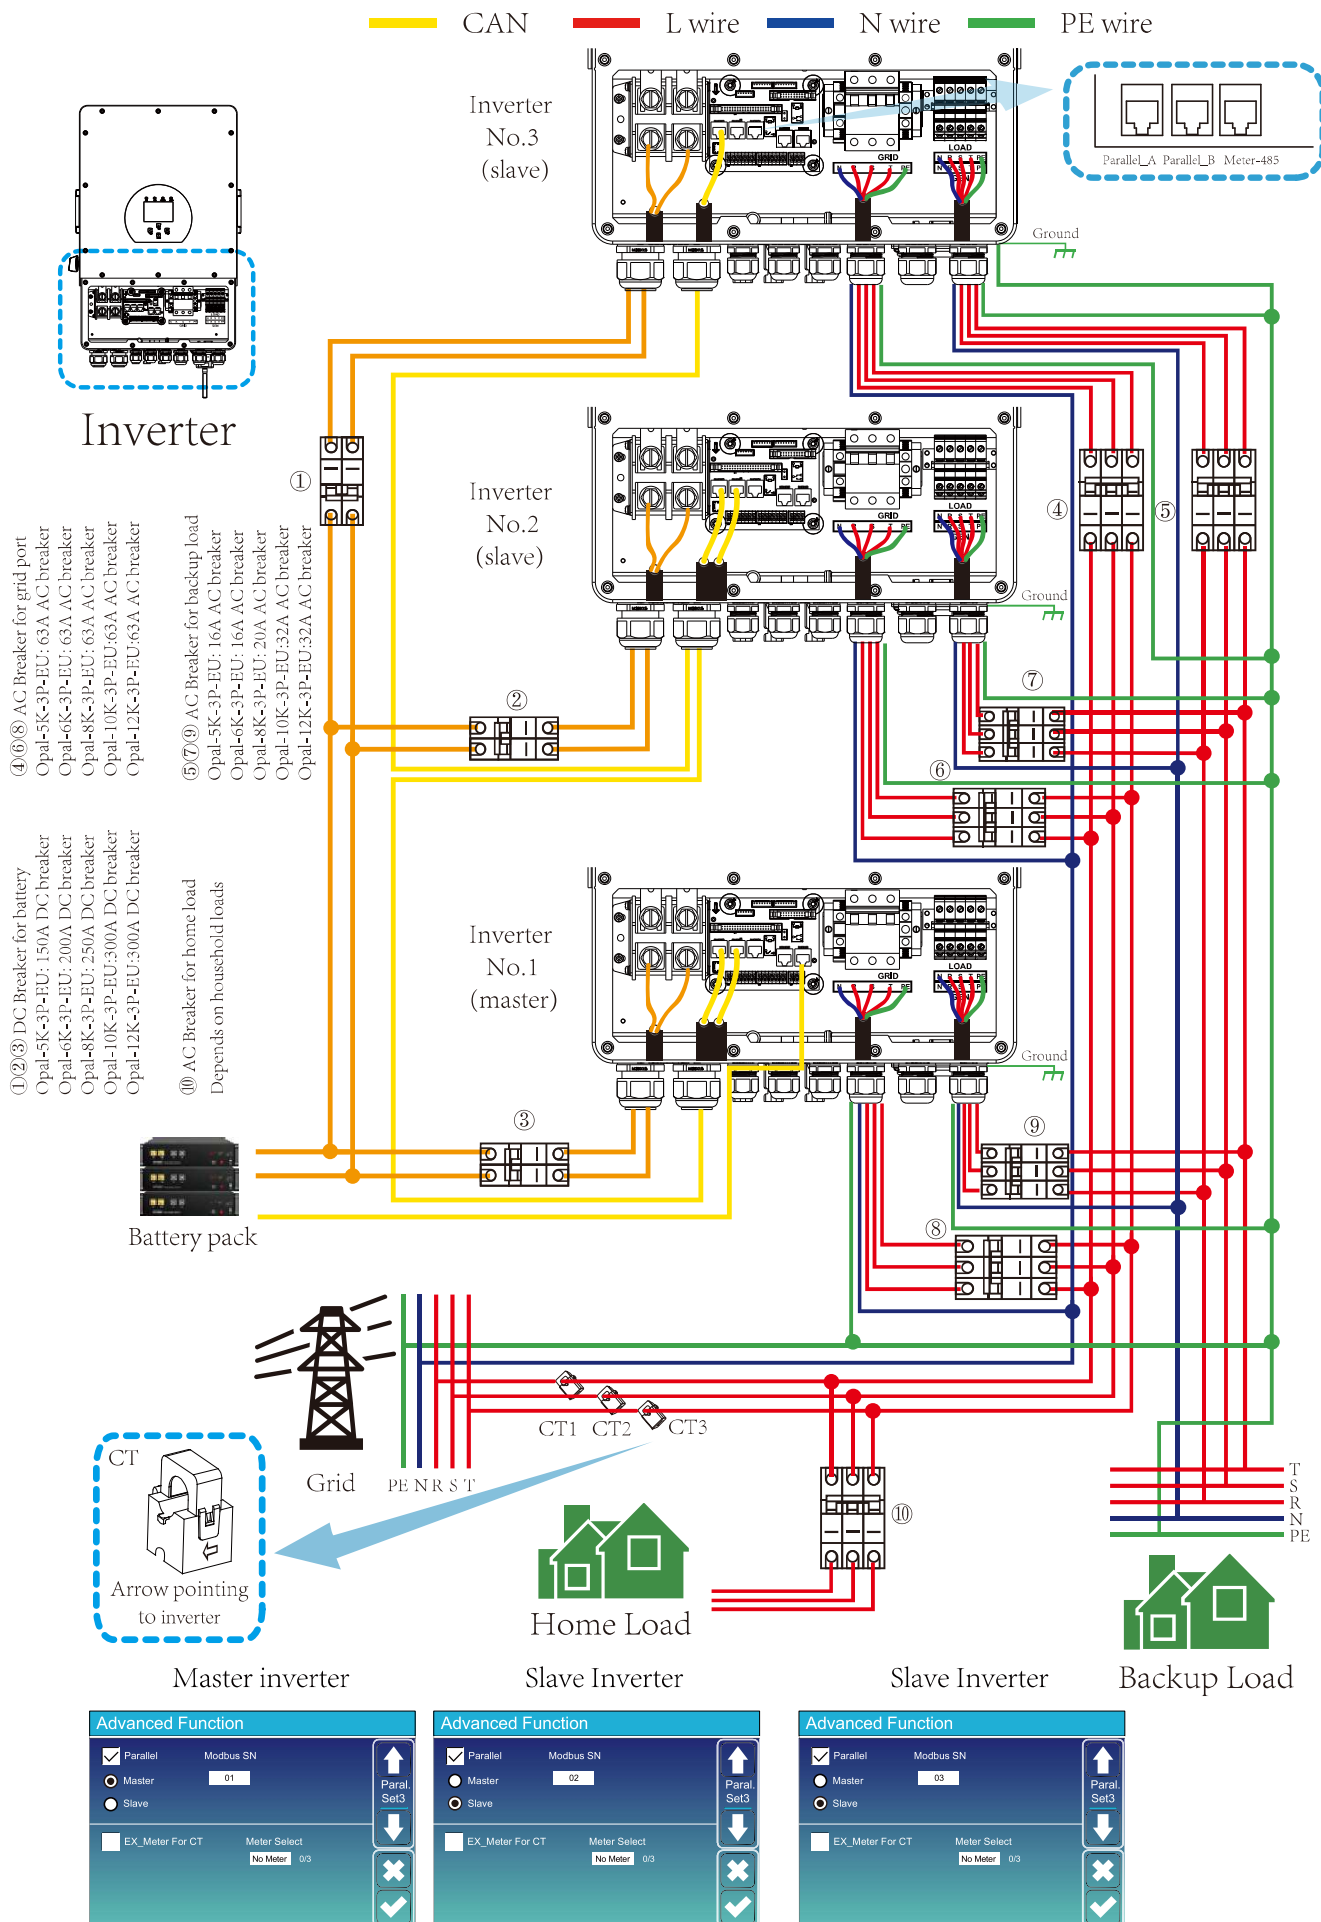 CAN L wire N wire PE wire
Inverter
No.3
(slave)
GRID
N R S T PE
LOAD
N R S T PE
Parallel_A Parallel_B Meter-485
Ground
Inverter
①
Inverter
No.2
(slave)
GRID
N R S T PE
LOAD
N R S T PE
Ground
④
⑤
②
⑦
⑥
④⑥⑧ AC Breaker for grid port
Opal-5K-3P-EU: 63A AC breaker
Opal-6K-3P-EU: 63A AC breaker
Opal-8K-3P-EU: 63A AC breaker
Opal-10K-3P-EU:63A AC breaker
Opal-12K-3P-EU:63A AC breaker
⑤⑦⑨ AC Breaker for backup load
Opal-5K-3P-EU: 16A AC breaker
Opal-6K-3P-EU: 16A AC breaker
Opal-8K-3P-EU: 20A AC breaker
Opal-10K-3P-EU:32A AC breaker
Opal-12K-3P-EU:32A AC breaker
①②③ DC Breaker for battery
Opal-5K-3P-EU: 150A DC breaker
Opal-6K-3P-EU: 200A DC breaker
Opal-8K-3P-EU: 250A DC breaker
Opal-10K-3P-EU:300A DC breaker
Opal-12K-3P-EU:300A DC breaker
⑩ AC Breaker for home load
Depends on household loads
Inverter
No.1
(master)
GRID
N R S T PE
LOAD
N R S T PE
Ground
③
⑨
⑧
Battery pack
CT1 CT2 CT3
Grid
PE N R S T
CT
Arrow pointing
to inverter
⑩
Home Load
T
S
R
N
PE
Backup Load
Master inverter
Advanced Function
Parallel Modbus SN
Master 01
Slave
Paral.
Set3
EX_Meter For CT Meter Select
No Meter 0/3
Slave Inverter
Advanced Function
Parallel Modbus SN
Master 02
Slave
Paral.
Set3
EX_Meter For CT Meter Select
No Meter 0/3
Slave Inverter
Advanced Function
Parallel Modbus SN
Master 03
Slave
Paral.
Set3
EX_Meter For CT Meter Select
No Meter 0/3